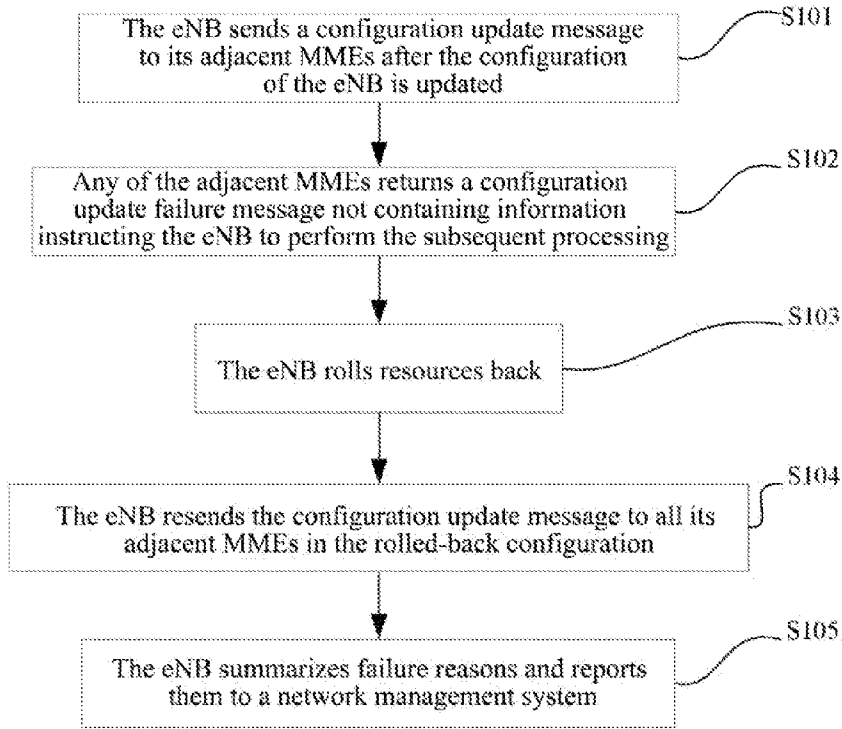 The eNB sends a configuration update message
to its adjacent MMEs after the configuration
of the eNB is updated
S101
Any of the adjacent MMEs returns a configuration
update failure message not containing information
instructing the eNB to perform the subsequent processing
S102
The eNB rolls resources back
S103
The eNB resends the configuration update message to all its
adjacent MMEs in the rolled-back configuration
S104
The eNB summarizes failure reasons and reports
them to a network management system
S105